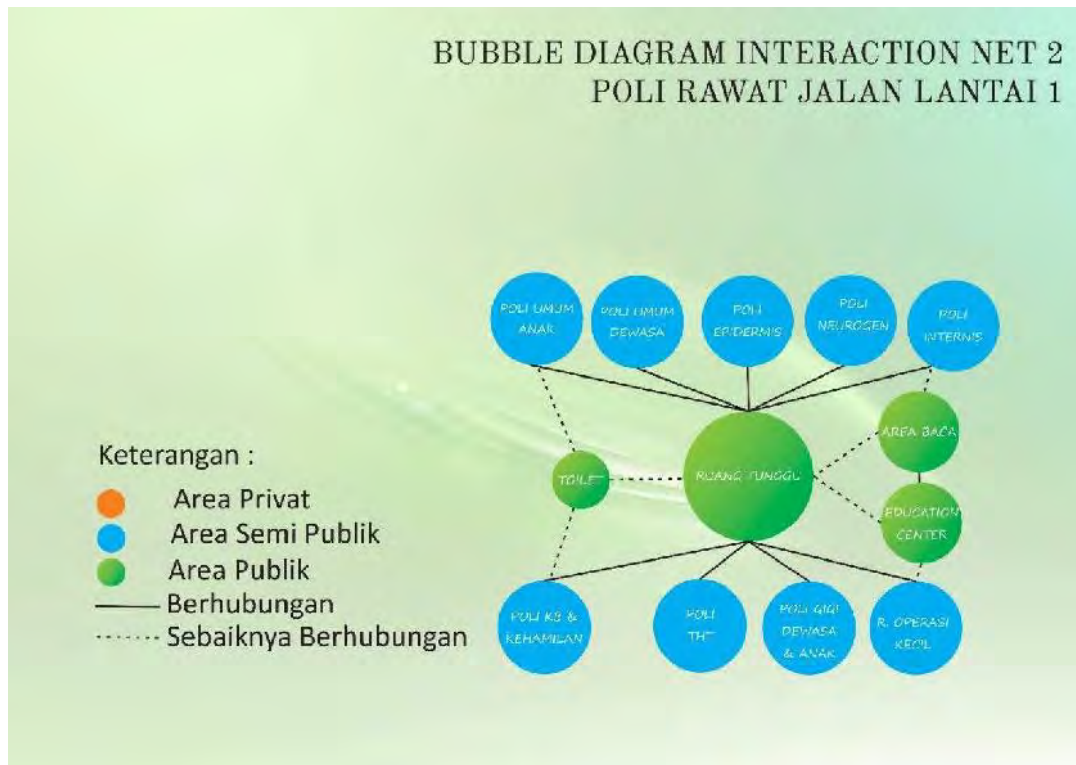 BUBBLE DIAGRAM INTERACTION NET 2
POLI RAWAT JALAN LANTAI 1
POLI UMUM
ANAK
POLI UMUM
DEWASA
POLI
EPIDERMIS
POLI
NEUROGEN
POLI
INTERNIS
AREA BACA
TOILET
RUANG TUNGGU
EDUCATION
CENTER
POLI KB &
KEHAMILAN
POLI
THT
POLI GIGI
DEWASA
& ANAK
R. OPERASI
KECIL
Keterangan :
Area Privat
Area Semi Publik
Area Publik
Berhubungan
Sebaiknya Berhubungan